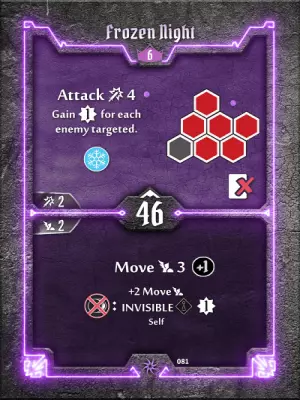 Frozen Night
6
Attack 4
Gain 1 for each
enemy targeted.
2
46
2
Move 3 +1
+2 Move
: INVISIBLE 1
Self
081